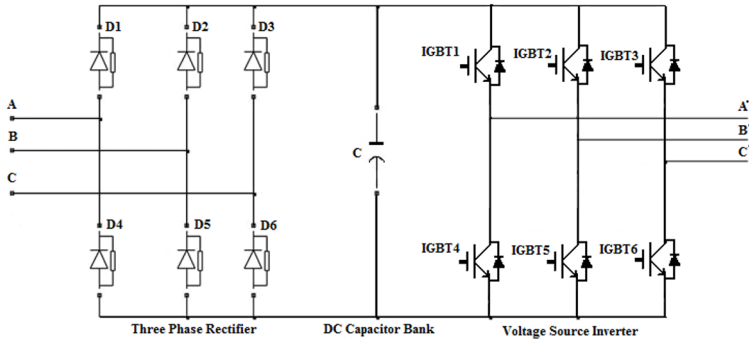 D1 D2 D3
IGBT1 IGBT2 IGBT3
A A'
B B'
C C C'
D4 D5 D6
IGBT4 IGBT5 IGBT6
Three Phase Rectifier DC Capacitor Bank Voltage Source Inverter